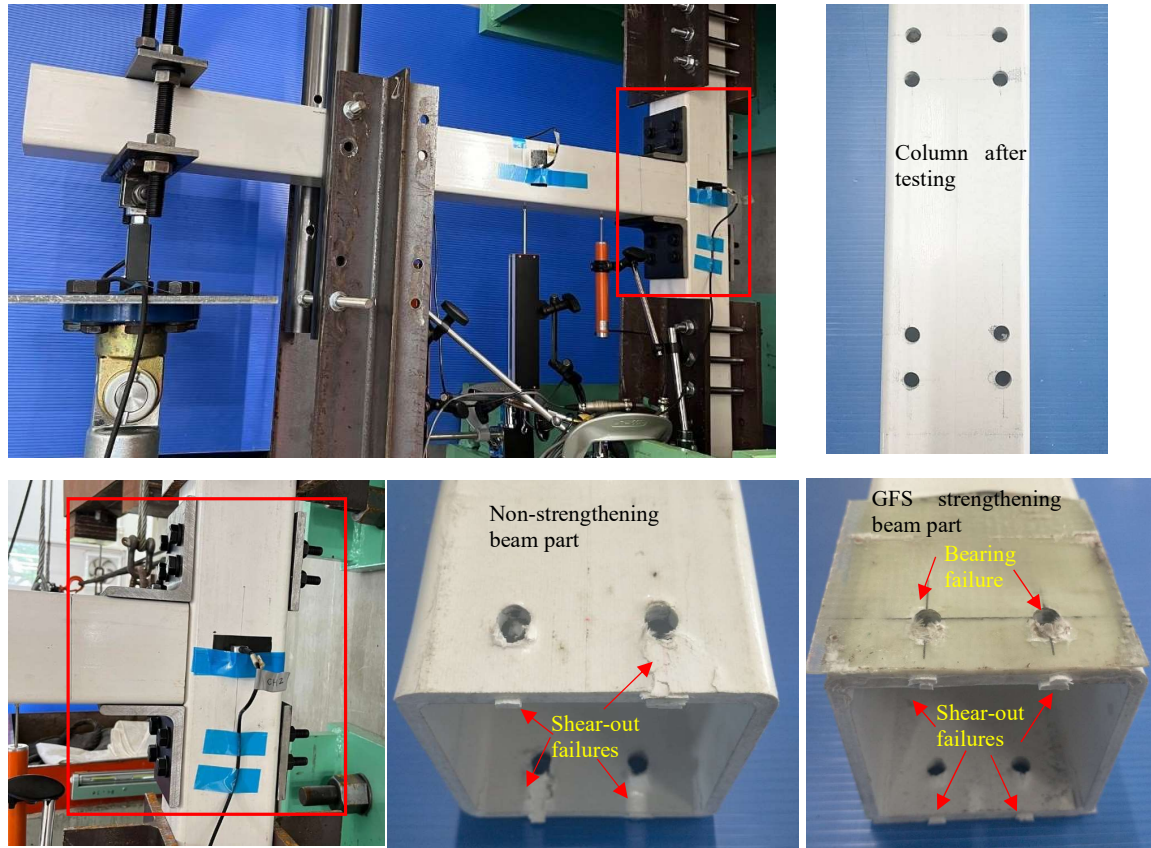 Column after
testing
Non-strengthening
beam part
Shear-out
failures
GFS strengthening
beam part
Bearing
failure
Shear-out
failures